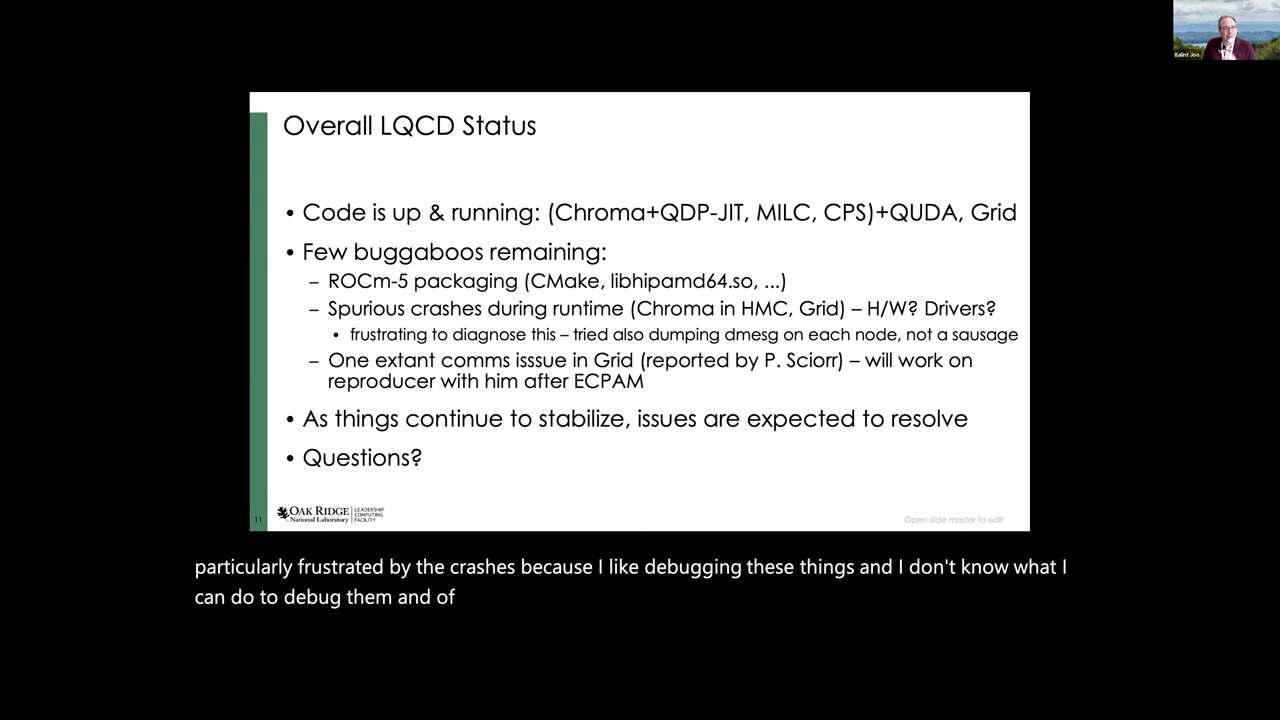 Balint Joo
Overall LQCD Status
• Code is up & running: (Chroma+QDP-JIT, MILC, CPS)+QUDA, Grid
• Few buggaboos remaining:
– ROCm-5 packaging (CMake, libhipamd64.so, ...)
– Spurious crashes during runtime (Chroma in HMC, Grid) – H/W? Drivers?
• frustrating to diagnose this – tried also dumping dmesg on each node, not a sausage
– One extant comms isssue in Grid (reported by P. Sciorr) – will work on
reproducer with him after ECPAM
• As things continue to stabilize, issues are expected to resolve
• Questions?
11
OAK RIDGE
National Laboratory
LEADERSHIP
COMPUTING
FACILITY
Open slide master to edit
particularly frustrated by the crashes because I like debugging these things and I don't know what I
can do to debug them and of